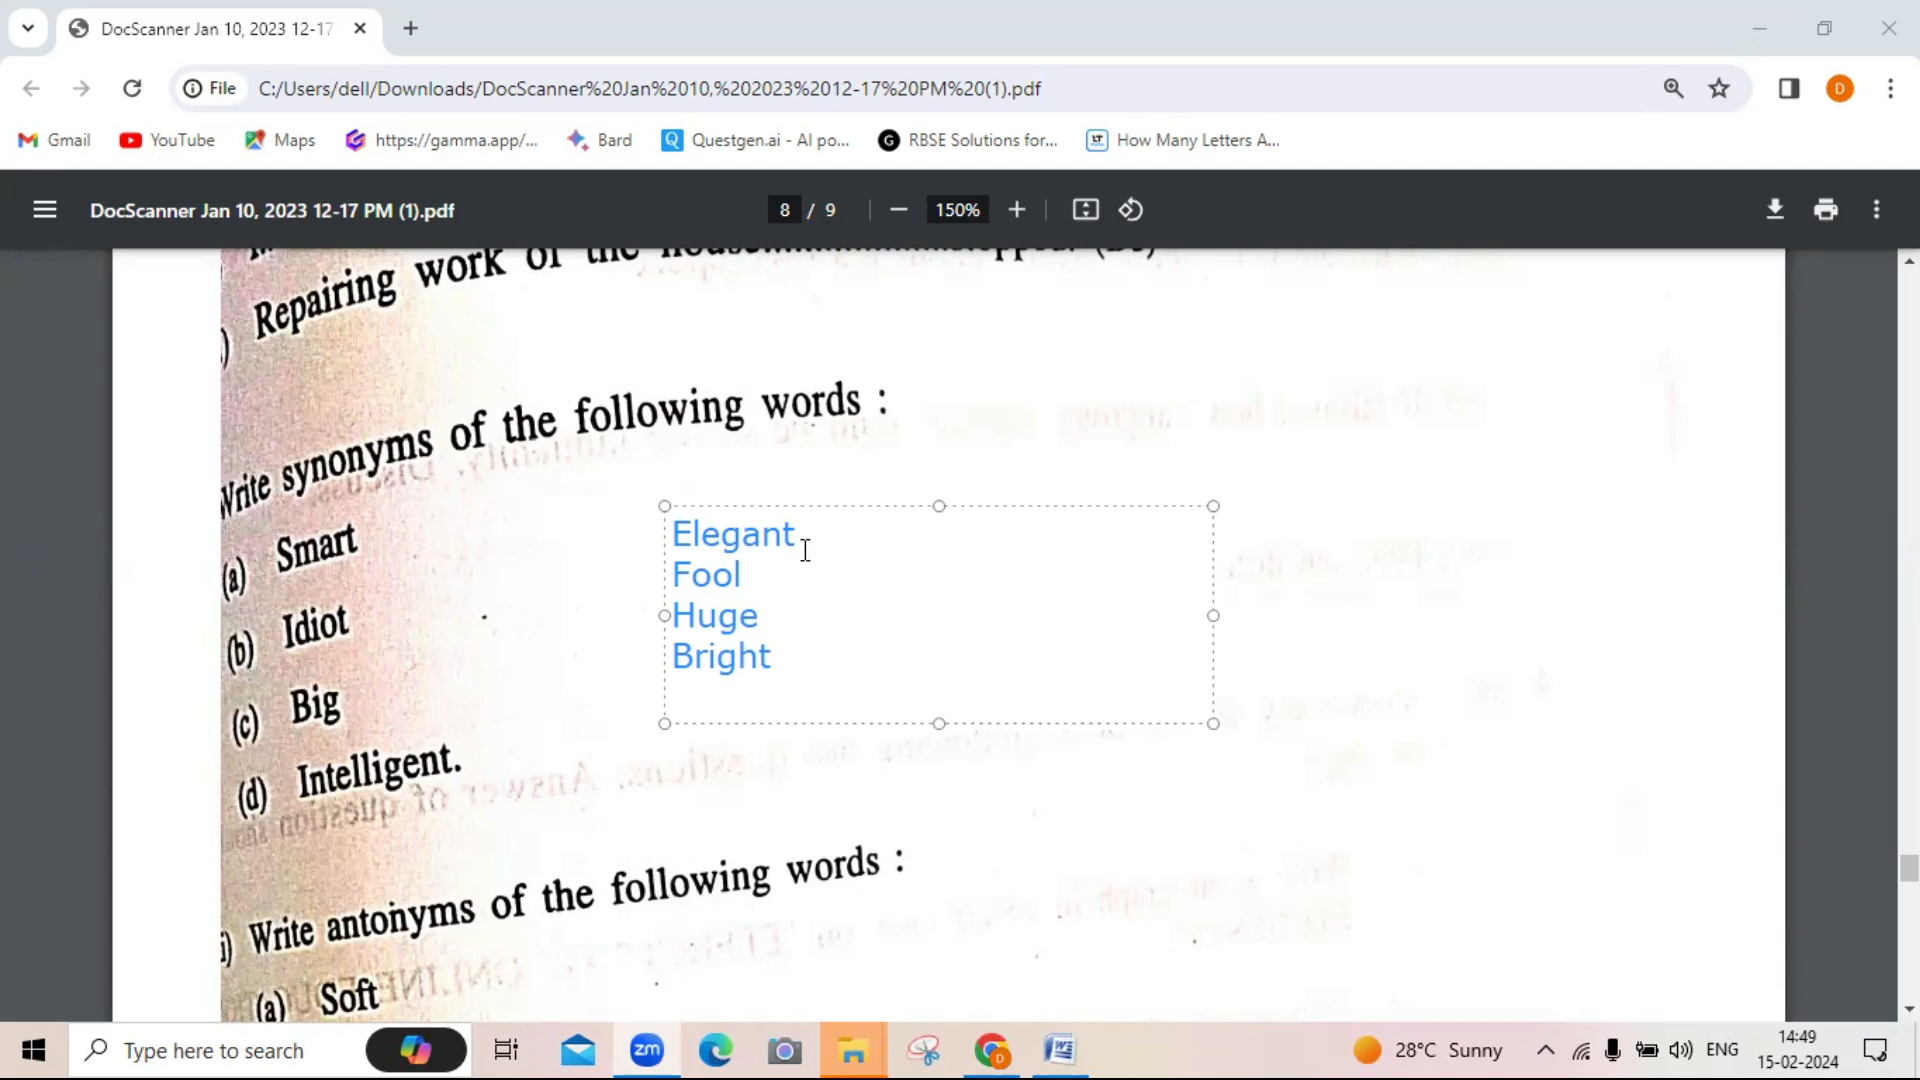 DocScanner Jan 10, 2023 12-17
File
C:/Users/dell/Downloads/DocScanner%20Jan%2010,%202023%2012-17%20PM%20(1).pdf
D
Gmail
YouTube
Maps
https://gamma.app/...
Bard
Questgen.ai - AI po...
RBSE Solutions for...
How Many Letters A...
DocScanner Jan 10, 2023 12-17 PM (1).pdf
8 / 9
150%
Repairing work of the
Write synonyms of the following words :
(a) Smart
(b) Idiot
(c) Big
(d) Intelligent.
Elegant
Fool
Huge
Bright
i) Write antonyms of the following words :
(a) Soft
Type here to search
zm
28°C Sunny
ENG
14:49
15-02-2024